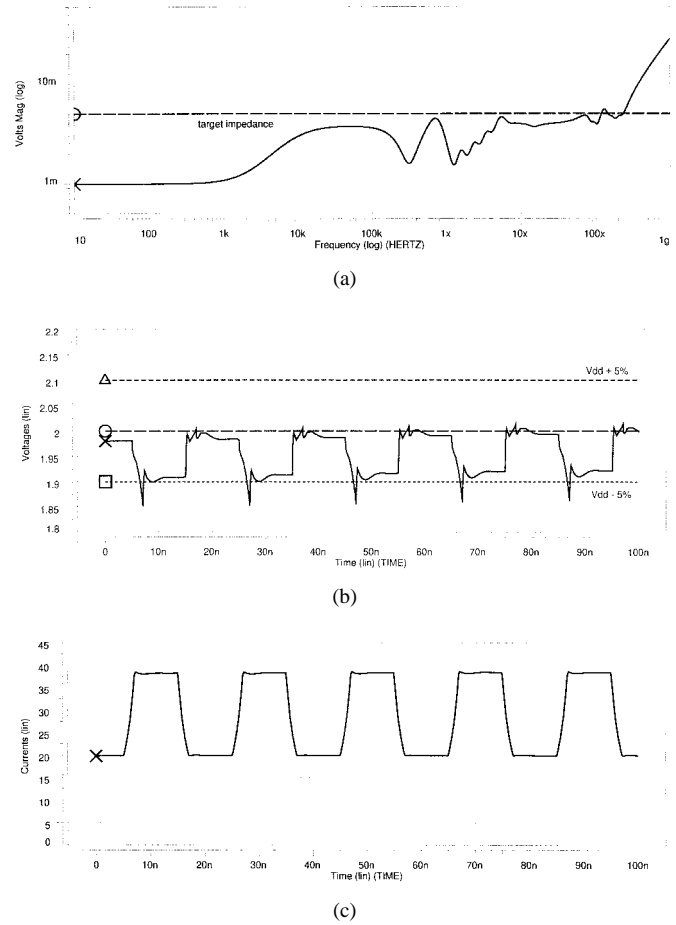 10m
1m
Volts Mag (log)
target impedance
10 100 1k 10k 100k 1x 10x 100x 1g
Frequency (log) (HERTZ)
(a)
2.2
2.15
2.1
2.05
2
1.95
1.9
1.85
1.8
Voltages (lin)
Vdd + 5%
Vdd - 5%
0 10n 20n 30n 40n 50n 60n 70n 80n 90n 100n
Time (lin) (TIME)
(b)
45
40
35
30
25
20
15
10
5
0
Currents (lin)
0 10n 20n 30n 40n 50n 60n 70n 80n 90n 100n
Time (lin) (TIME)
(c)